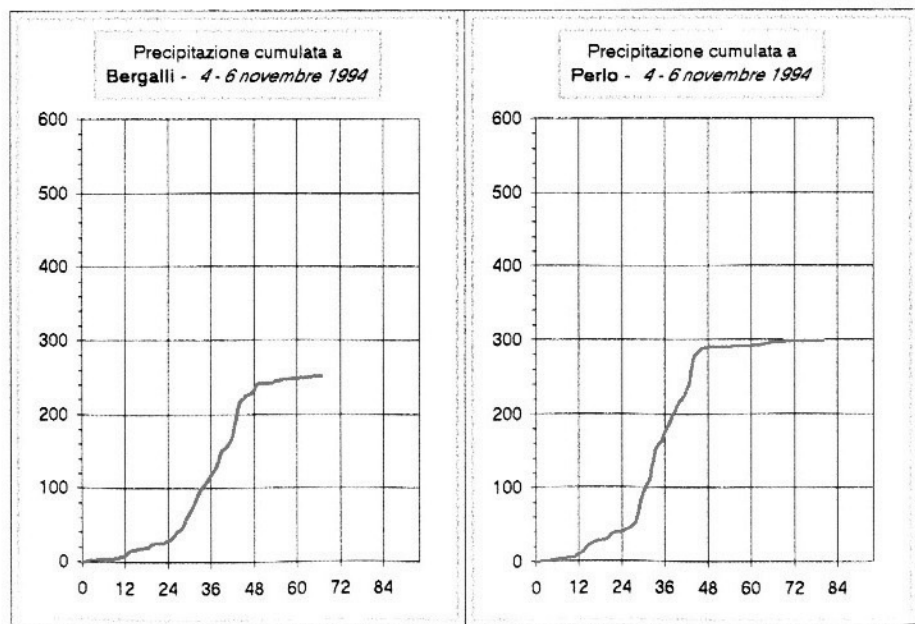 Precipitazione cumulata a
Bergalli - 4 - 6 novembre 1994
600
500
400
300
200
100
0
0 12 24 36 48 60 72 84
Precipitazione cumulata a
Perlo - 4 - 6 novembre 1994
600
500
400
300
200
100
0
0 12 24 36 48 60 72 84